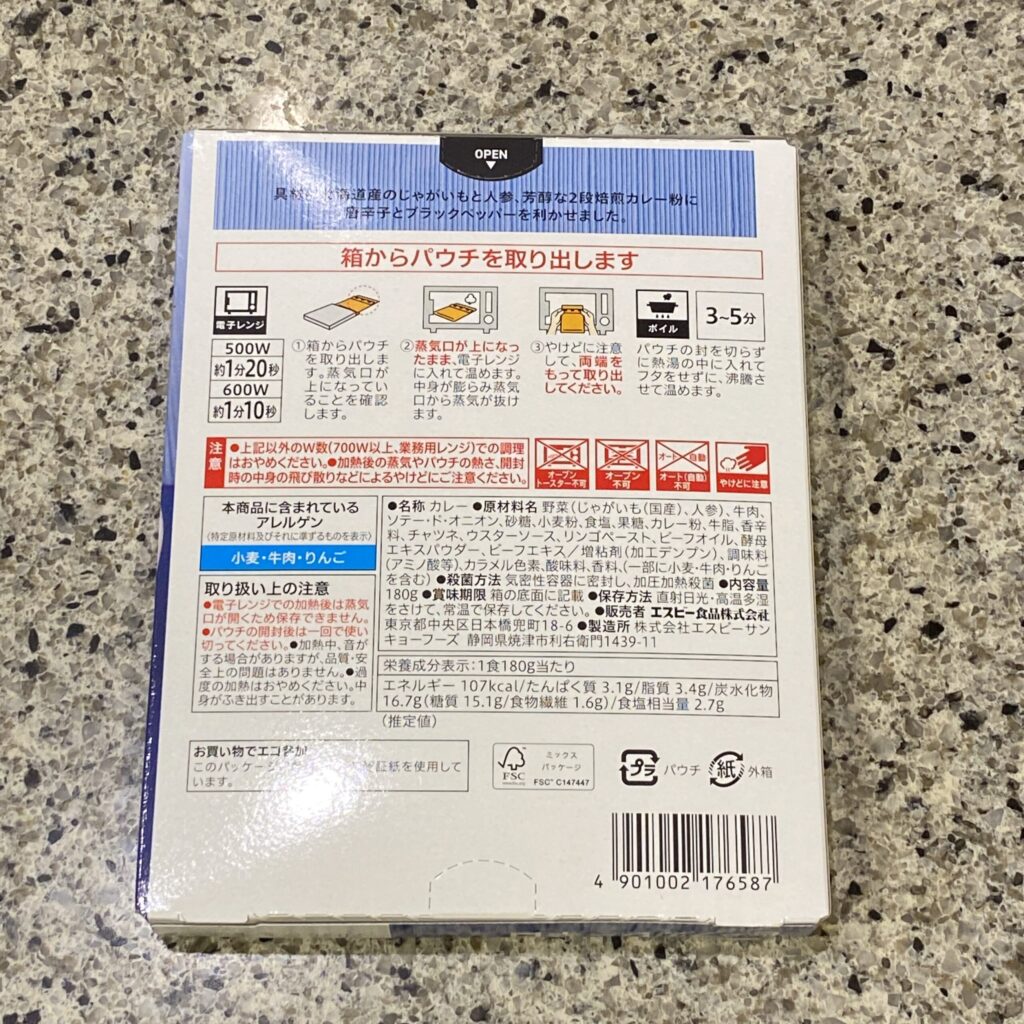 OPEN
海道産のじゃがいもと人参、芳醇な2段焙煎カレー粉に
唐辛子とブラックペッパーを利かせました。
箱からパウチを取り出します
電子レンジ
500W
約1分20秒
600W
約1分10秒
①箱からパウチ
を取り出しま
す。蒸気口が
上になってい
ることを確認
します。
②蒸気口が上になっ
たまま、電子レンジ
に入れて温めます。
中身が膨らみ蒸気
口から蒸気が抜け
ます。
③やけどに注意
して、両端を
もって取り出
してください。
ボイル
3~5分
パウチの封を切らず
に熱湯の中に入れて
フタをせずに、沸騰さ
せて温めます。
注意
●上記以外のW数(700W以上、業務用レンジ)での調理
はおやめください。●加熱後の蒸気やパウチの熱さ、開封
時の中身の飛び散りなどによるやけどにご注意ください。
オーブン
トースター不可
オーブン
不可
オート・自動
オート(自動)
不可
やけどに注意
本商品に含まれている
アレルゲン
(特定原材料及びそれに準ずるものを表示)
小麦・牛肉・りんご
取り扱い上の注意
●電子レンジでの加熱後は蒸気
口が開くため保存できません。
●パウチの開封後は一回で使い
切ってください。●加熱中、音が
する場合がありますが、品質・安
全上の問題はありません。●過
度の加熱はおやめください。中
身がふき出すことがあります。
●名称 カレー ●原材料名 野菜(じゃがいも(国産)、人参)、牛肉、
ソテー・ド・オニオン、砂糖、小麦粉、食塩、果糖、カレー粉、牛脂、香辛
料、チャツネ、ウスターソース、リンゴペースト、ビーフオイル、酵母
エキスパウダー、ビーフエキス/増粘剤(加工デンプン)、調味料
(アミノ酸等)、カラメル色素、酸味料、香料、(一部に小麦・牛肉・りんご
を含む) ●殺菌方法 気密性容器に密封し、加圧加熱殺菌 ●内容量
180g ●賞味期限 箱の底面に記載 ●保存方法 直射日光・高温多湿
をさけて、常温で保存してください。 ●販売者 エスビー食品株式会社
東京都中央区日本橋兜町18-6 ●製造所 株式会社エスビーサン
キョーフーズ 静岡県焼津市利右衛門1439-11
栄養成分表示:1食180g当たり
エネルギー 107kcal/たんぱく質 3.1g/脂質 3.4g/炭水化物
16.7g(糖質 15.1g/食物繊維 1.6g)/食塩相当量 2.7g
(推定値)
お買い物でエコ参加
このパッケージ 証紙を使用して
います。
FSC
ミックス
パッケージ
FSC® C147447
プラ パウチ 紙 外箱
4 901002 176587